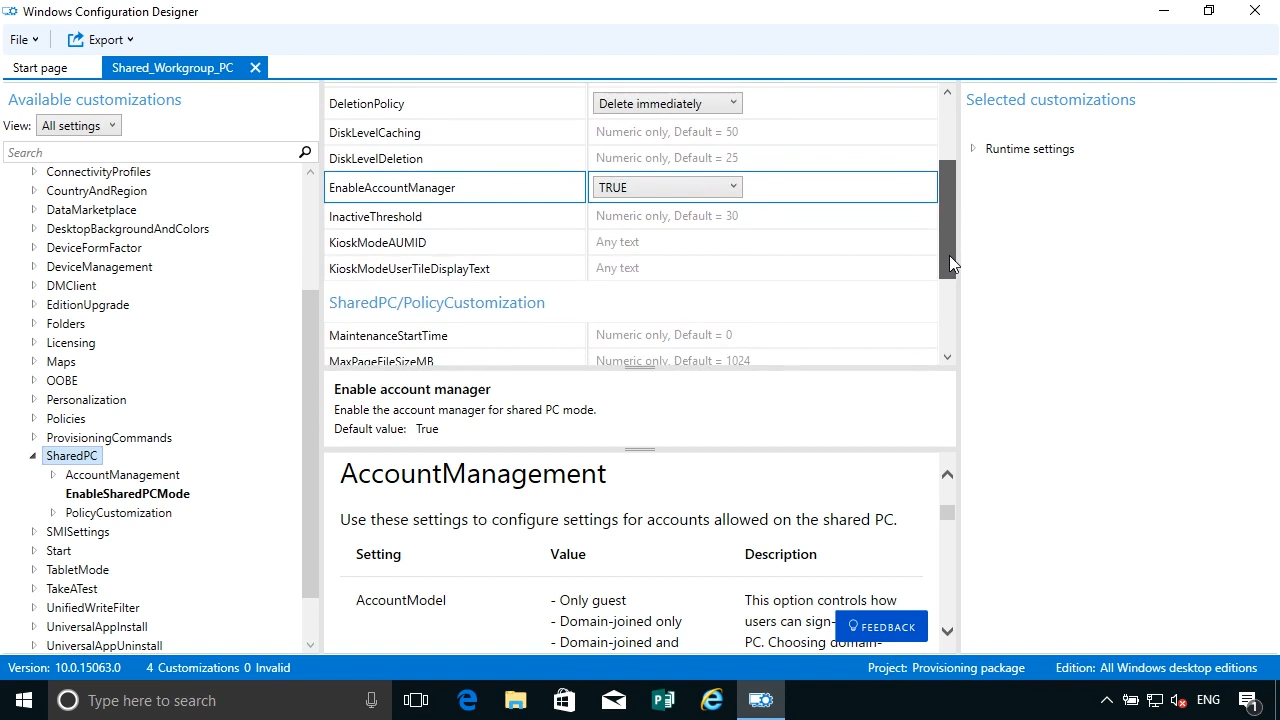 Windows Configuration Designer
File
Export
Start page
Shared_Workgroup_PC
Available customizations
View: All settings
Search
ConnectivityProfiles
CountryAndRegion
DataMarketplace
DesktopBackgroundAndColors
DeviceFormFactor
DeviceManagement
DMClient
EditionUpgrade
Folders
Licensing
Maps
OOBE
Personalization
Policies
ProvisioningCommands
SharedPC
AccountManagement
EnableSharedPCMode
PolicyCustomization
SMISettings
Start
TabletMode
TakeATest
UnifiedWriteFilter
UniversalAppInstall
UniversalAppUninstall
DeletionPolicy Delete immediately
DiskLevelCaching Numeric only, Default = 50
DiskLevelDeletion Numeric only, Default = 25
EnableAccountManager TRUE
InactiveThreshold Numeric only, Default = 30
KioskModeAUMID Any text
KioskModeUserTileDisplayText Any text
SharedPC/PolicyCustomization
MaintenanceStartTime Numeric only, Default = 0
MaxPageFileSizeMB Numeric only, Default = 1024
Enable account manager
Enable the account manager for shared PC mode.
Default value: True
AccountManagement
Use these settings to configure settings for accounts allowed on the shared PC.
Setting Value Description
AccountModel - Only guest This option controls how
- Domain-joined only users can sign-
- Domain-joined and PC. Choosing domain-
FEEDBACK
Selected customizations
Runtime settings
Version: 10.0.15063.0 4 Customizations 0 Invalid Project: Provisioning package Edition: All Windows desktop editions
Type here to search
ENG
1